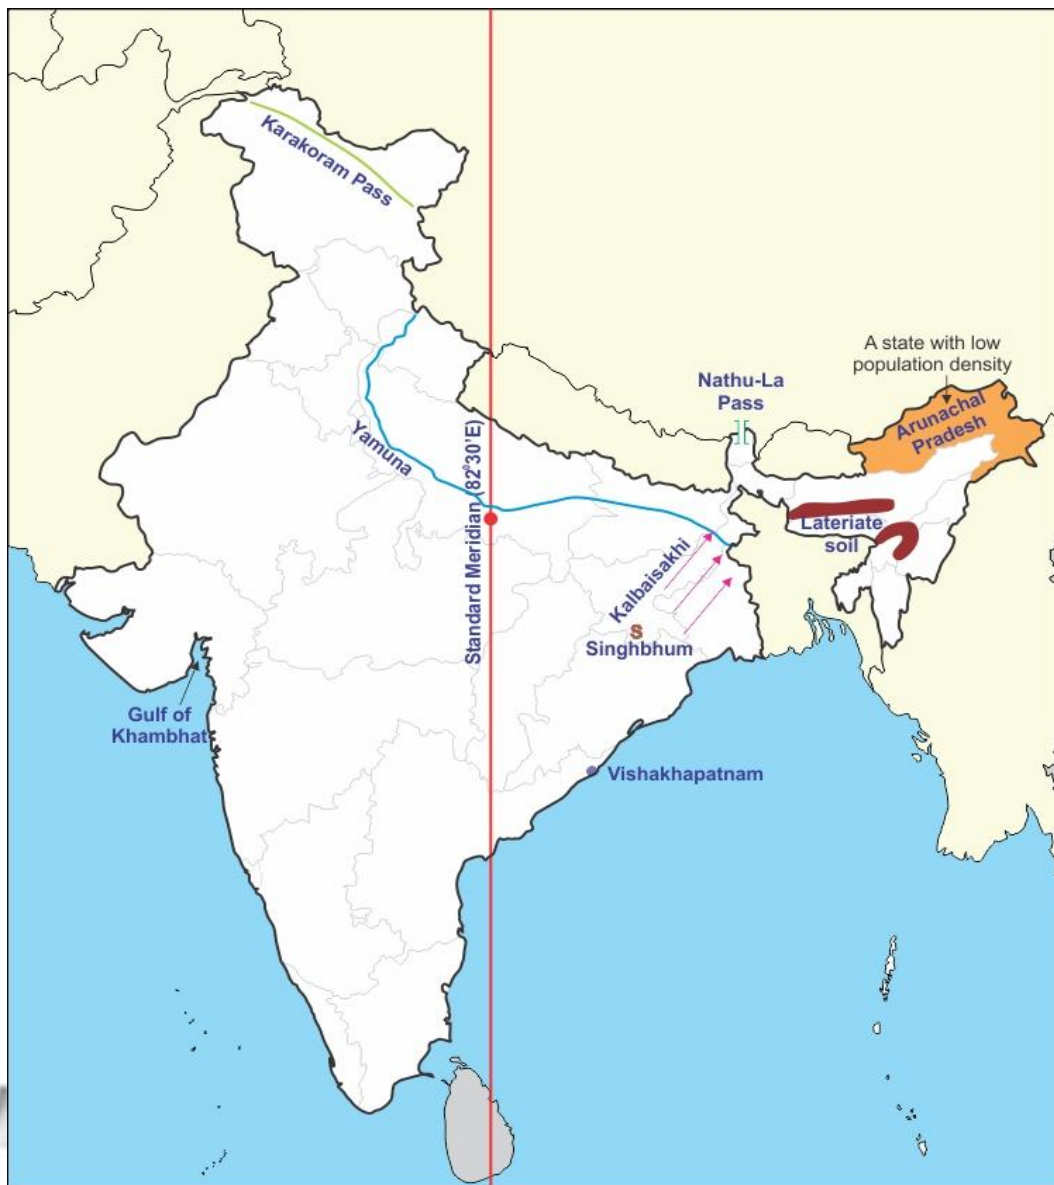 Karakoram Pass
A state with low
population density
Nathu-La
Pass
Arunachal
Pradesh
Yamuna
Standard Meridian (82°30'E)
Lateriate
soil
Kalbaisakhi
S
Singhbhum
Gulf of
Khambhat
Vishakhapatnam